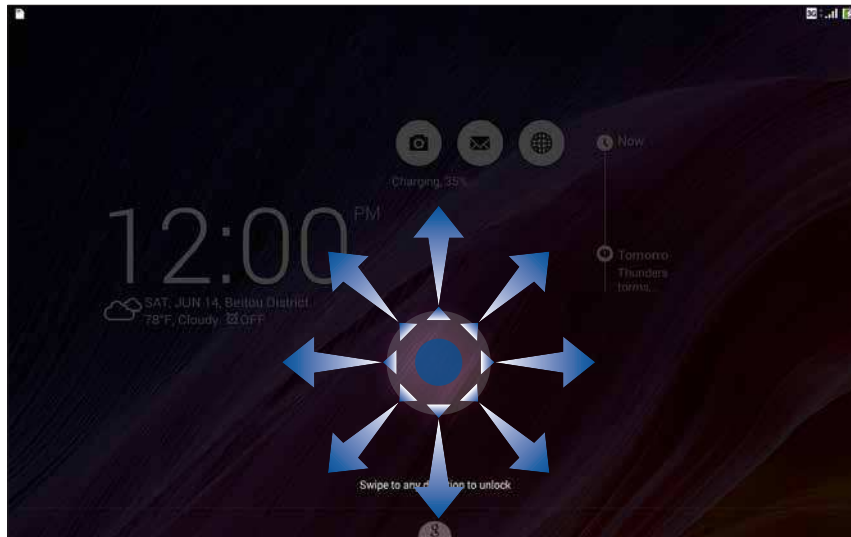 3G
Now
Charging, 35%
12:00 PM
Tomorro
Thunders
torms...
SAT, JUN 14, Beitou District
78°F, Cloudy OFF
Swipe to any to unlock
g